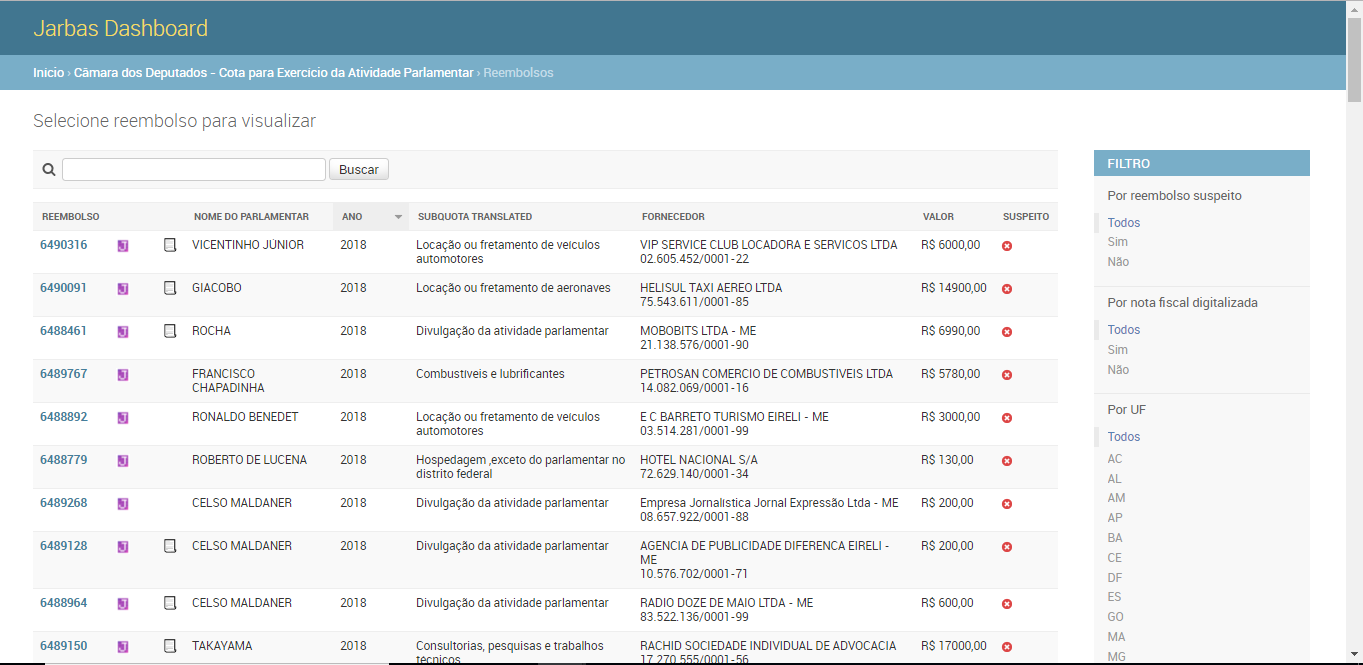 Jarbas Dashboard
Início › Câmara dos Deputados - Cota para Exercício da Atividade Parlamentar › Reembolsos
Selecione reembolso para visualizar
Buscar
REEMBOLSO NOME DO PARLAMENTAR ANO SUBQUOTA TRANSLATED FORNECEDOR VALOR SUSPEITO
6490316 J VICENTINHO JÚNIOR 2018 Locação ou fretamento de veículos VIP SERVICE CLUB LOCADORA E SERVICOS LTDA R$ 6000,00
automotores 02.605.452/0001-22
6490091 J GIACOBO 2018 Locação ou fretamento de aeronaves HELISUL TAXI AEREO LTDA R$ 14900,00
75.543.611/0001-85
6488461 J ROCHA 2018 Divulgação da atividade parlamentar MOBOBITS LTDA - ME R$ 6990,00
21.138.576/0001-90
6489767 J FRANCISCO 2018 Combustíveis e lubrificantes PETROSAN COMERCIO DE COMBUSTIVEIS LTDA R$ 5780,00
CHAPADINHA 14.082.069/0001-16
6488892 J RONALDO BENEDET 2018 Locação ou fretamento de veículos E C BARRETO TURISMO EIRELI - ME R$ 3000,00
automotores 03.514.281/0001-99
6488779 J ROBERTO DE LUCENA 2018 Hospedagem ,exceto do parlamentar no HOTEL NACIONAL S/A R$ 130,00
distrito federal 72.629.140/0001-34
6489268 J CELSO MALDANER 2018 Divulgação da atividade parlamentar Empresa Jornalística Jornal Expressão Ltda - ME R$ 200,00
08.657.922/0001-88
6489128 J CELSO MALDANER 2018 Divulgação da atividade parlamentar AGENCIA DE PUBLICIDADE DIFERENCA EIRELI - R$ 200,00
ME
10.576.702/0001-71
6488964 J CELSO MALDANER 2018 Divulgação da atividade parlamentar RADIO DOZE DE MAIO LTDA - ME R$ 600,00
83.522.136/0001-99
6489150 J TAKAYAMA 2018 Consultorias, pesquisas e trabalhos RACHID SOCIEDADE INDIVIDUAL DE ADVOCACIA R$ 17000,00
técnicos 17.270.555/0001-56
FILTRO
Por reembolso suspeito
Todos
Sim
Não
Por nota fiscal digitalizada
Todos
Sim
Não
Por UF
Todos
AC
AL
AM
AP
BA
CE
DF
ES
GO
MA
MG